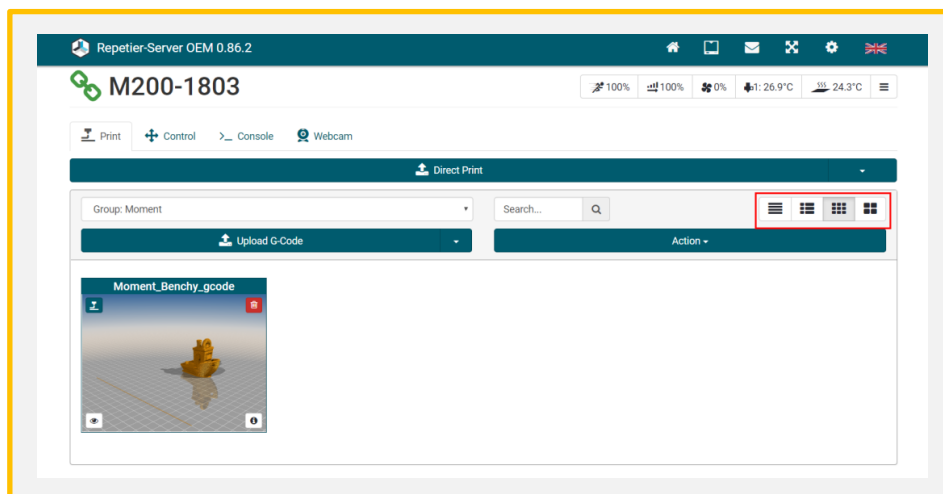 Repetier-Server OEM 0.86.2
M200-1803
100% 100% 0% 1: 26.9°C 24.3°C
Print Control >_ Console Webcam
Direct Print
Group: Moment Search...
Upload G-Code Action
Moment_Benchy_gcode